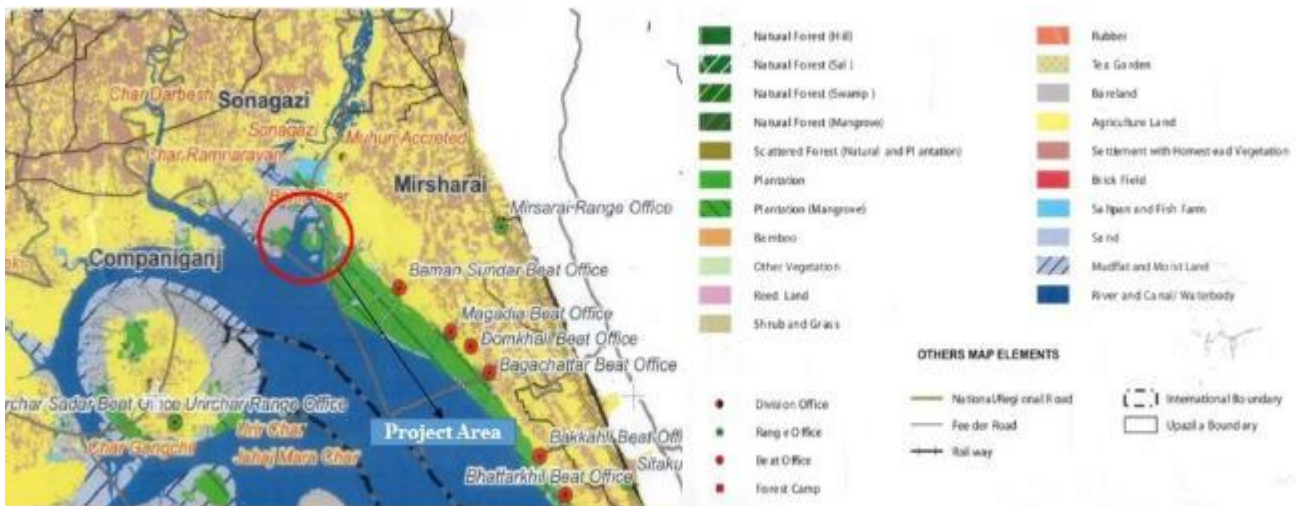 Char Darbesh
Sonagazi
Sonagazi
Muhuri Accreted
Char Ramnarayan
Mirsharai
Mirsarai Range Office
Companiganj
Baman Sundar Beat Office
Magadia Beat Office
Domkhali Beat Office
Bagachattar Beat Office
rchar Sadar Beat Office
Urirchar Range Office
Urir Char
Char Gangchil
Jahaj Mara Char
Project Area
Bakkahli Beat Offi
Sitaku
Bhattarkhil Beat Office
Natural Forest (Hill)
Natural Forest (Sal )
Natural Forest (Swamp )
Natural Forest (Mangrove)
Scattered Forest (Natural and Plantation)
Plantation
Plantation (Mangrove)
Bamboo
Other Vegetation
Reed Land
Shrub and Grass
Rubber
Tea Garden
Bareland
Agriculture Land
Settlement with Homestead Vegetation
Brick Field
Saltpan and Fish Farm
Sand
Mudflat and Moist Land
River and Canal/ Waterbody
OTHERS MAP ELEMENTS
Division Office
Range Office
Beat Office
Forest Camp
National/Regional Road
Feeder Road
Railway
International Boundary
Upazila Boundary